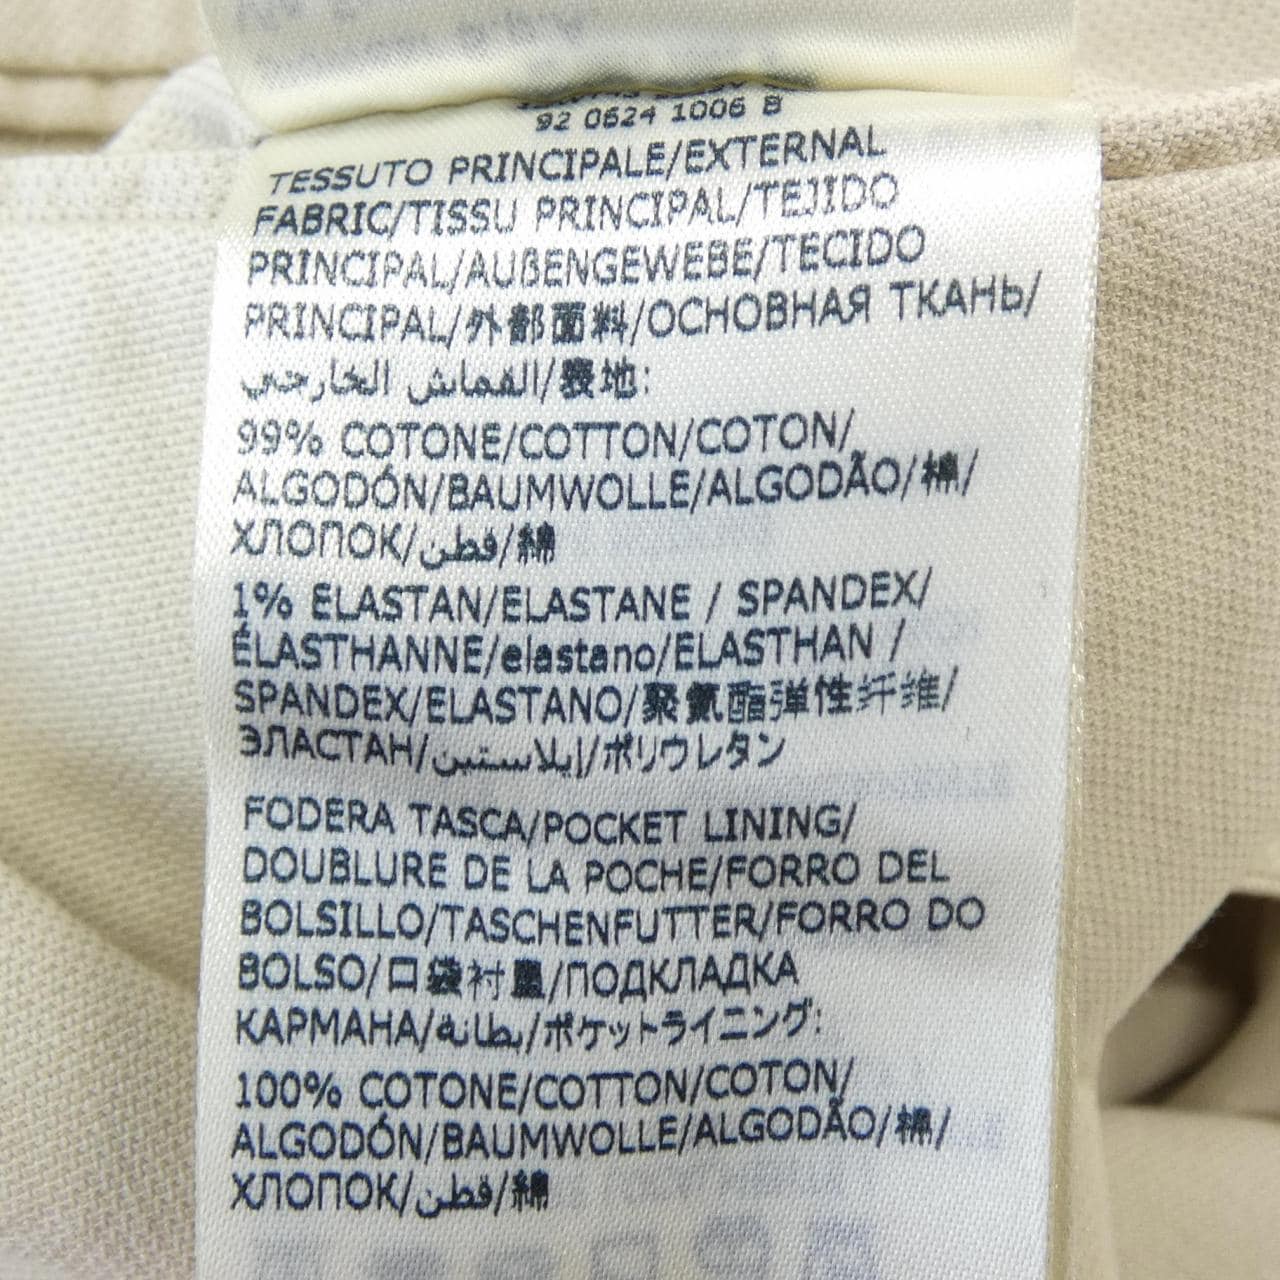 92 0624 1006 B
TESSUTO PRINCIPALE/EXTERNAL
FABRIC/TISSU PRINCIPAL/TEJIDO
PRINCIPAL/AUßENGEWEBE/TECIDO
PRINCIPAL/外部面料/ОСНОВНАЯ ТКАНЬ/
القماش الخارجي/表地:
99% COTONE/COTTON/COTON/
ALGODÓN/BAUMWOLLE/ALGODÃO/棉/
ХЛОПОК/قطن/綿
1% ELASTAN/ELASTANE / SPANDEX/
ÉLASTHANNE/elastano/ELASTHAN /
SPANDEX/ELASTANO/聚氨酯弹性纤维/
ЭЛАСТАН/إيلاستين/ポリウレタン
FODERA TASCA/POCKET LINING/
DOUBLURE DE LA POCHE/FORRO DEL
BOLSILLO/TASCHENFUTTER/FORRO DO
BOLSO/口袋衬里/ПОДКЛАДКА
КАРМАНА/بطانة/ポケットライニング:
100% COTONE/COTTON/COTON/
ALGODÓN/BAUMWOLLE/ALGODÃO/棉/
ХЛОПОК/قطن/綿